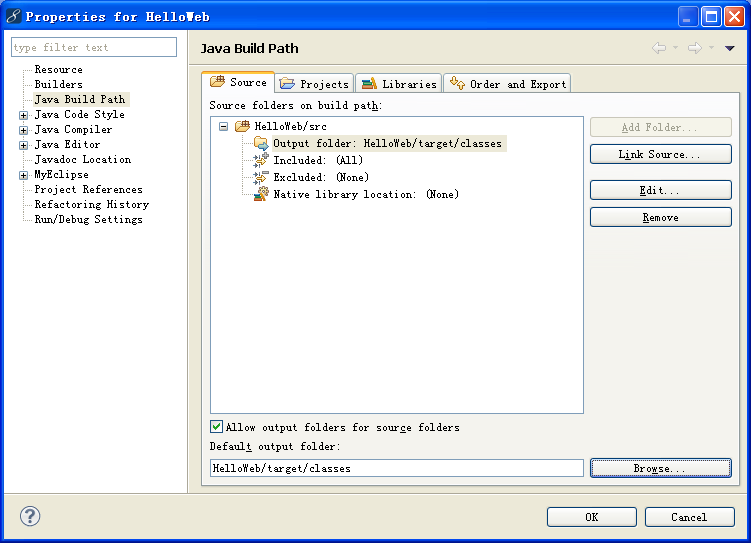 Properties for HelloWeb
type filter text
Resource
Builders
Java Build Path
Java Code Style
Java Compiler
Java Editor
Javadoc Location
MyEclipse
Project References
Refactoring History
Run/Debug Settings
Java Build Path
Source
Projects
Libraries
Order and Export
Source folders on build path:
HelloWeb/src
Output folder: HelloWeb/target/classes
Included: (All)
Excluded: (None)
Native library location: (None)
Add Folder...
Link Source...
Edit...
Remove
Allow output folders for source folders
Default output folder:
HelloWeb/target/classes
Browse...
OK
Cancel